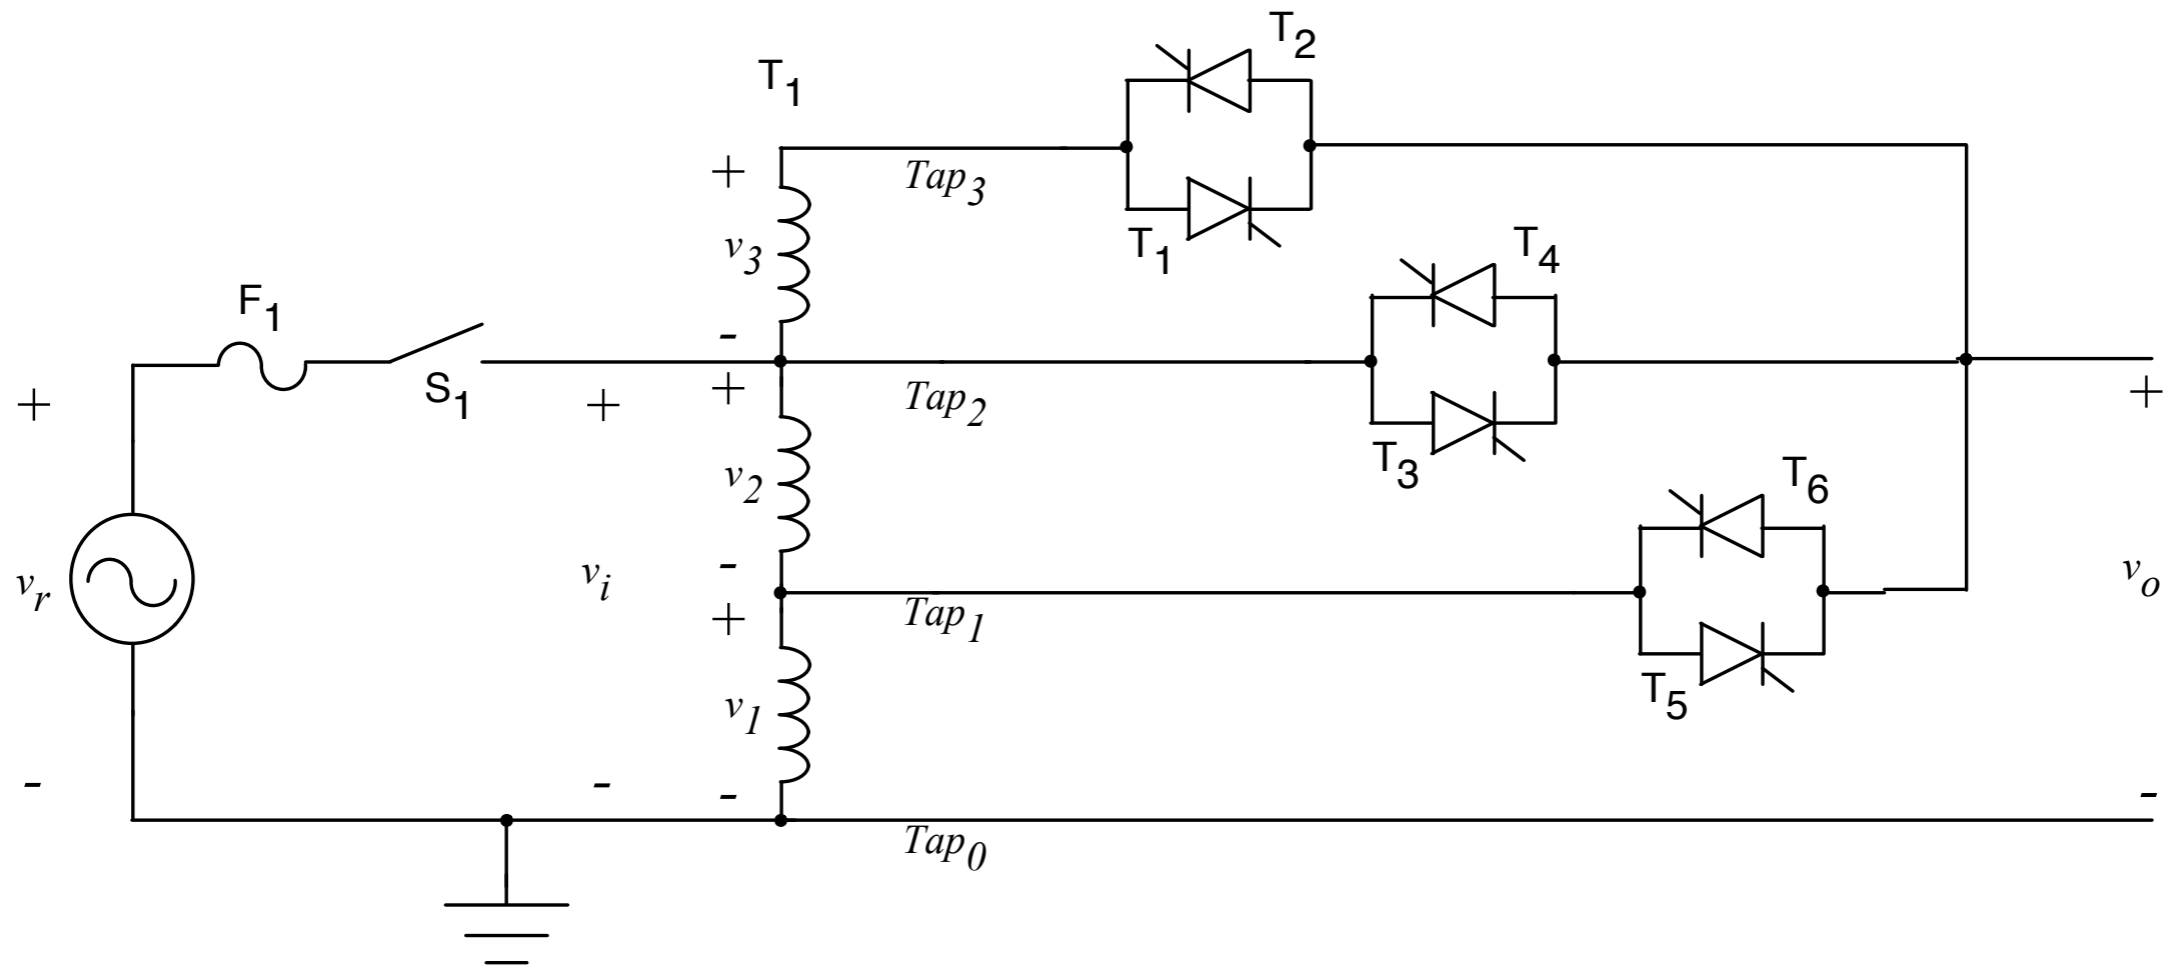 T2
T1
+
Tap3
v3
T1
T4
F1
-
+
S1
+
+
Tap2
+
T3
v2
T6
vr
vi
-
Tap1
vo
+
T5
v1
-
-
-
-
Tap0